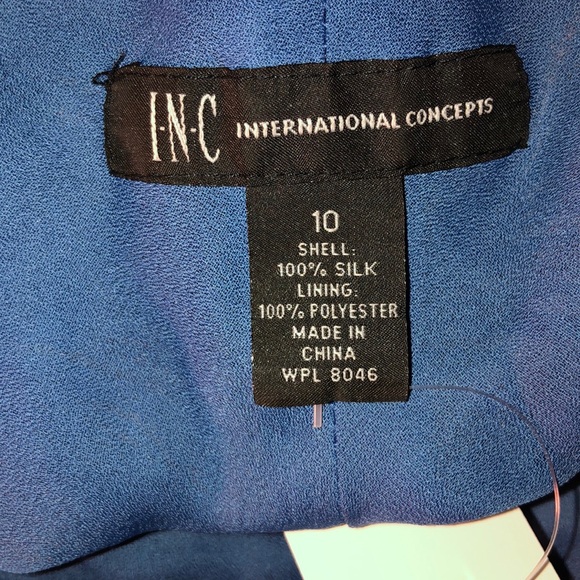 I·N·C INTERNATIONAL CONCEPTS
10
SHELL:
100% SILK
LINING:
100% POLYESTER
MADE IN
CHINA
WPL 8046